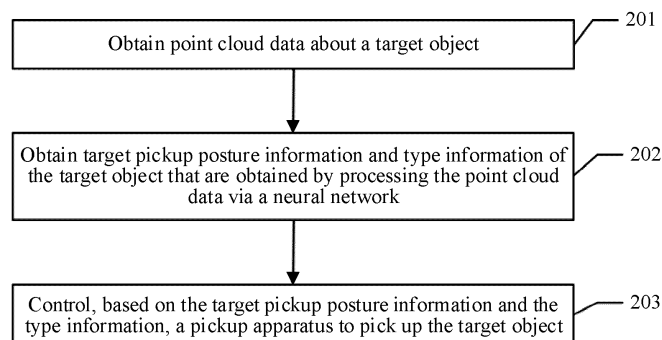 201
Obtain point cloud data about a target object
Obtain target pickup posture information and type information of
the target object that are obtained by processing the point cloud
data via a neural network
202
Control, based on the target pickup posture information and the
type information, a pickup apparatus to pick up the target object
203